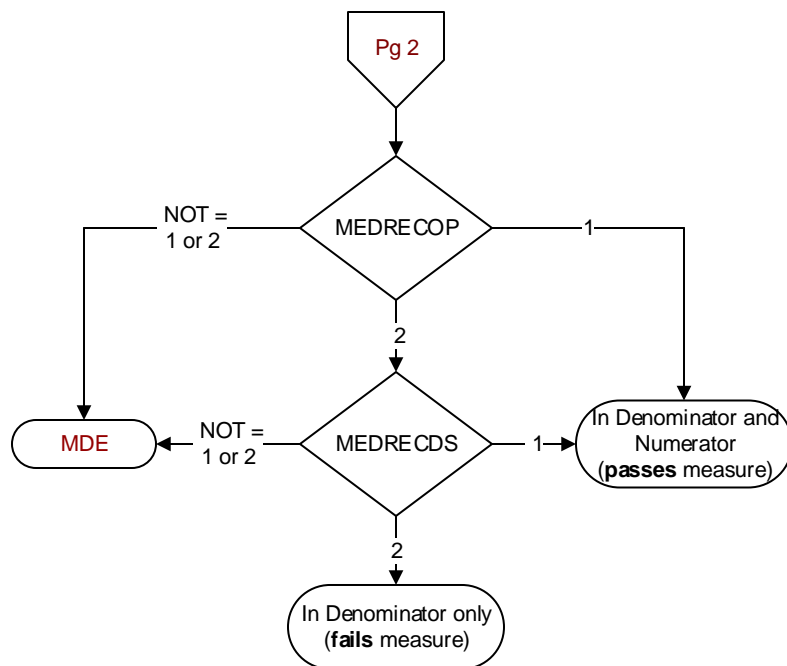 Pg 2
NOT =
1 or 2
MEDRECOP
1
2
MDE
NOT =
1 or 2
MEDRECDS
1
In Denominator and
Numerator
(passes measure)
2
In Denominator only
(fails measure)